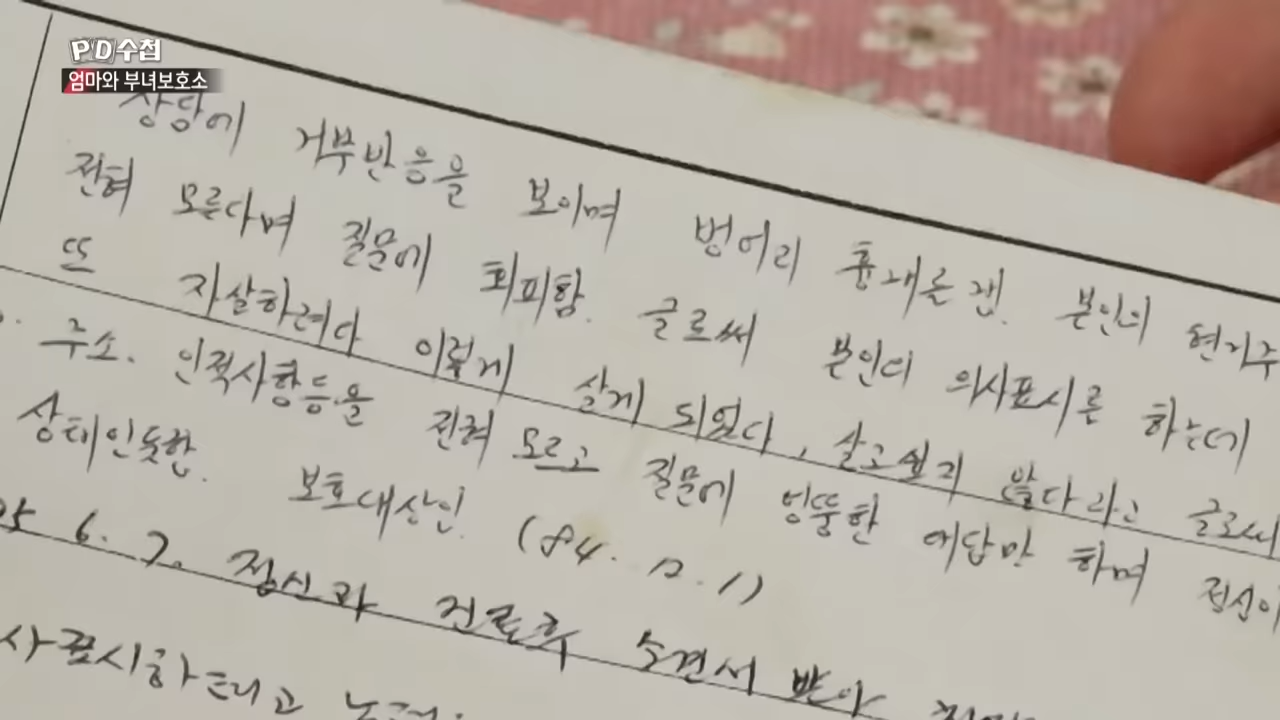 PD수첩
엄마와 부녀보호소
상담에 거부반응을 보이며 벙어리 흉내를 냄. 본인의 현거주
전혀 모른다며 질문에 회피함. 글로써 본인의 의사표시를 하는데
또 자살하려다 이렇게 살게 되었다, 살고싶지 않다라고 글로써
주소. 인적사항등을 전혀 모르고 질문에 엉뚱한 대답만 하며 정신이
상태인듯함. 보호대상인. (84. 12. 1)
6. 7. 정신과 진료후 소견서 받아
사표시하